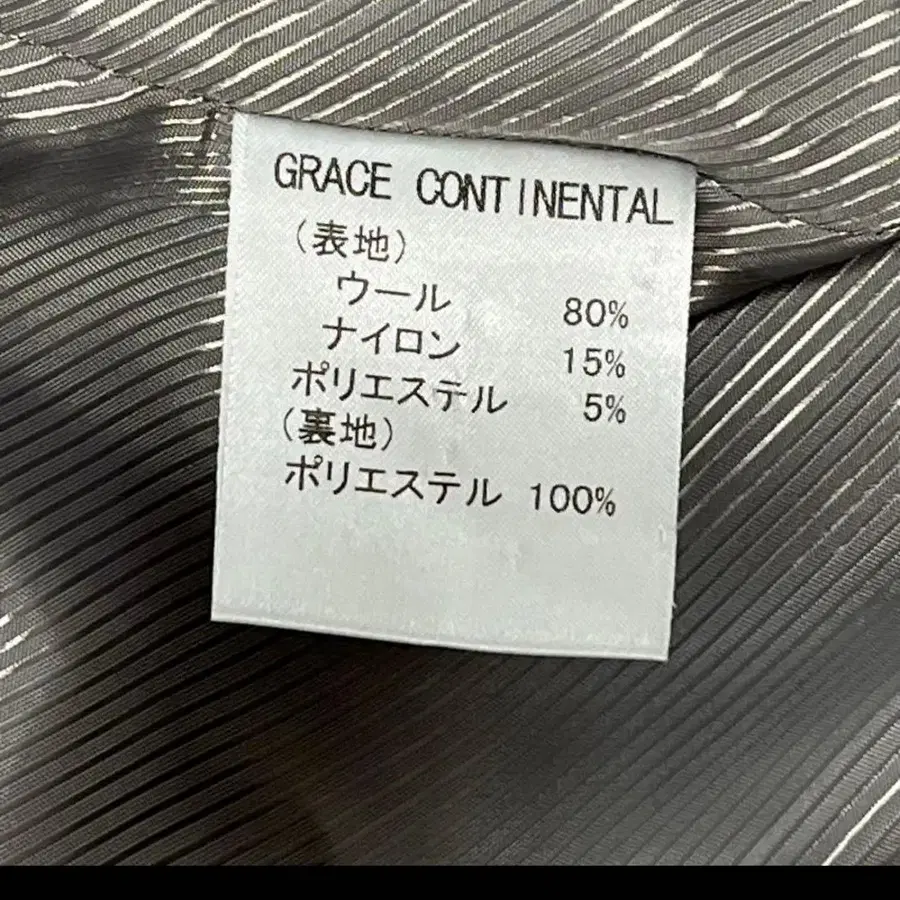 GRACE CONTINENTAL
(表地)
ウール 80%
ナイロン 15%
ポリエステル 5%
(裏地)
ポリエステル 100%